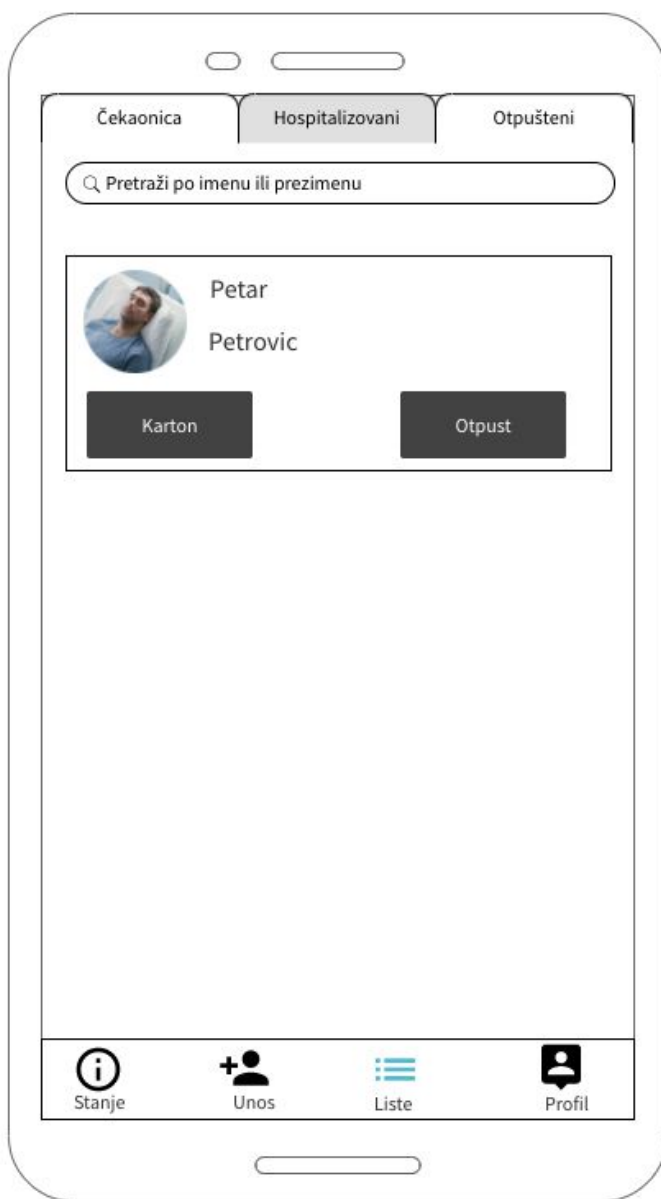 Čekaonica
Hospitalizovani
Otpušteni
Pretraži po imenu ili prezimenu
Petar
Petrovic
Karton
Otpust
Stanje
Unos
Liste
Profil